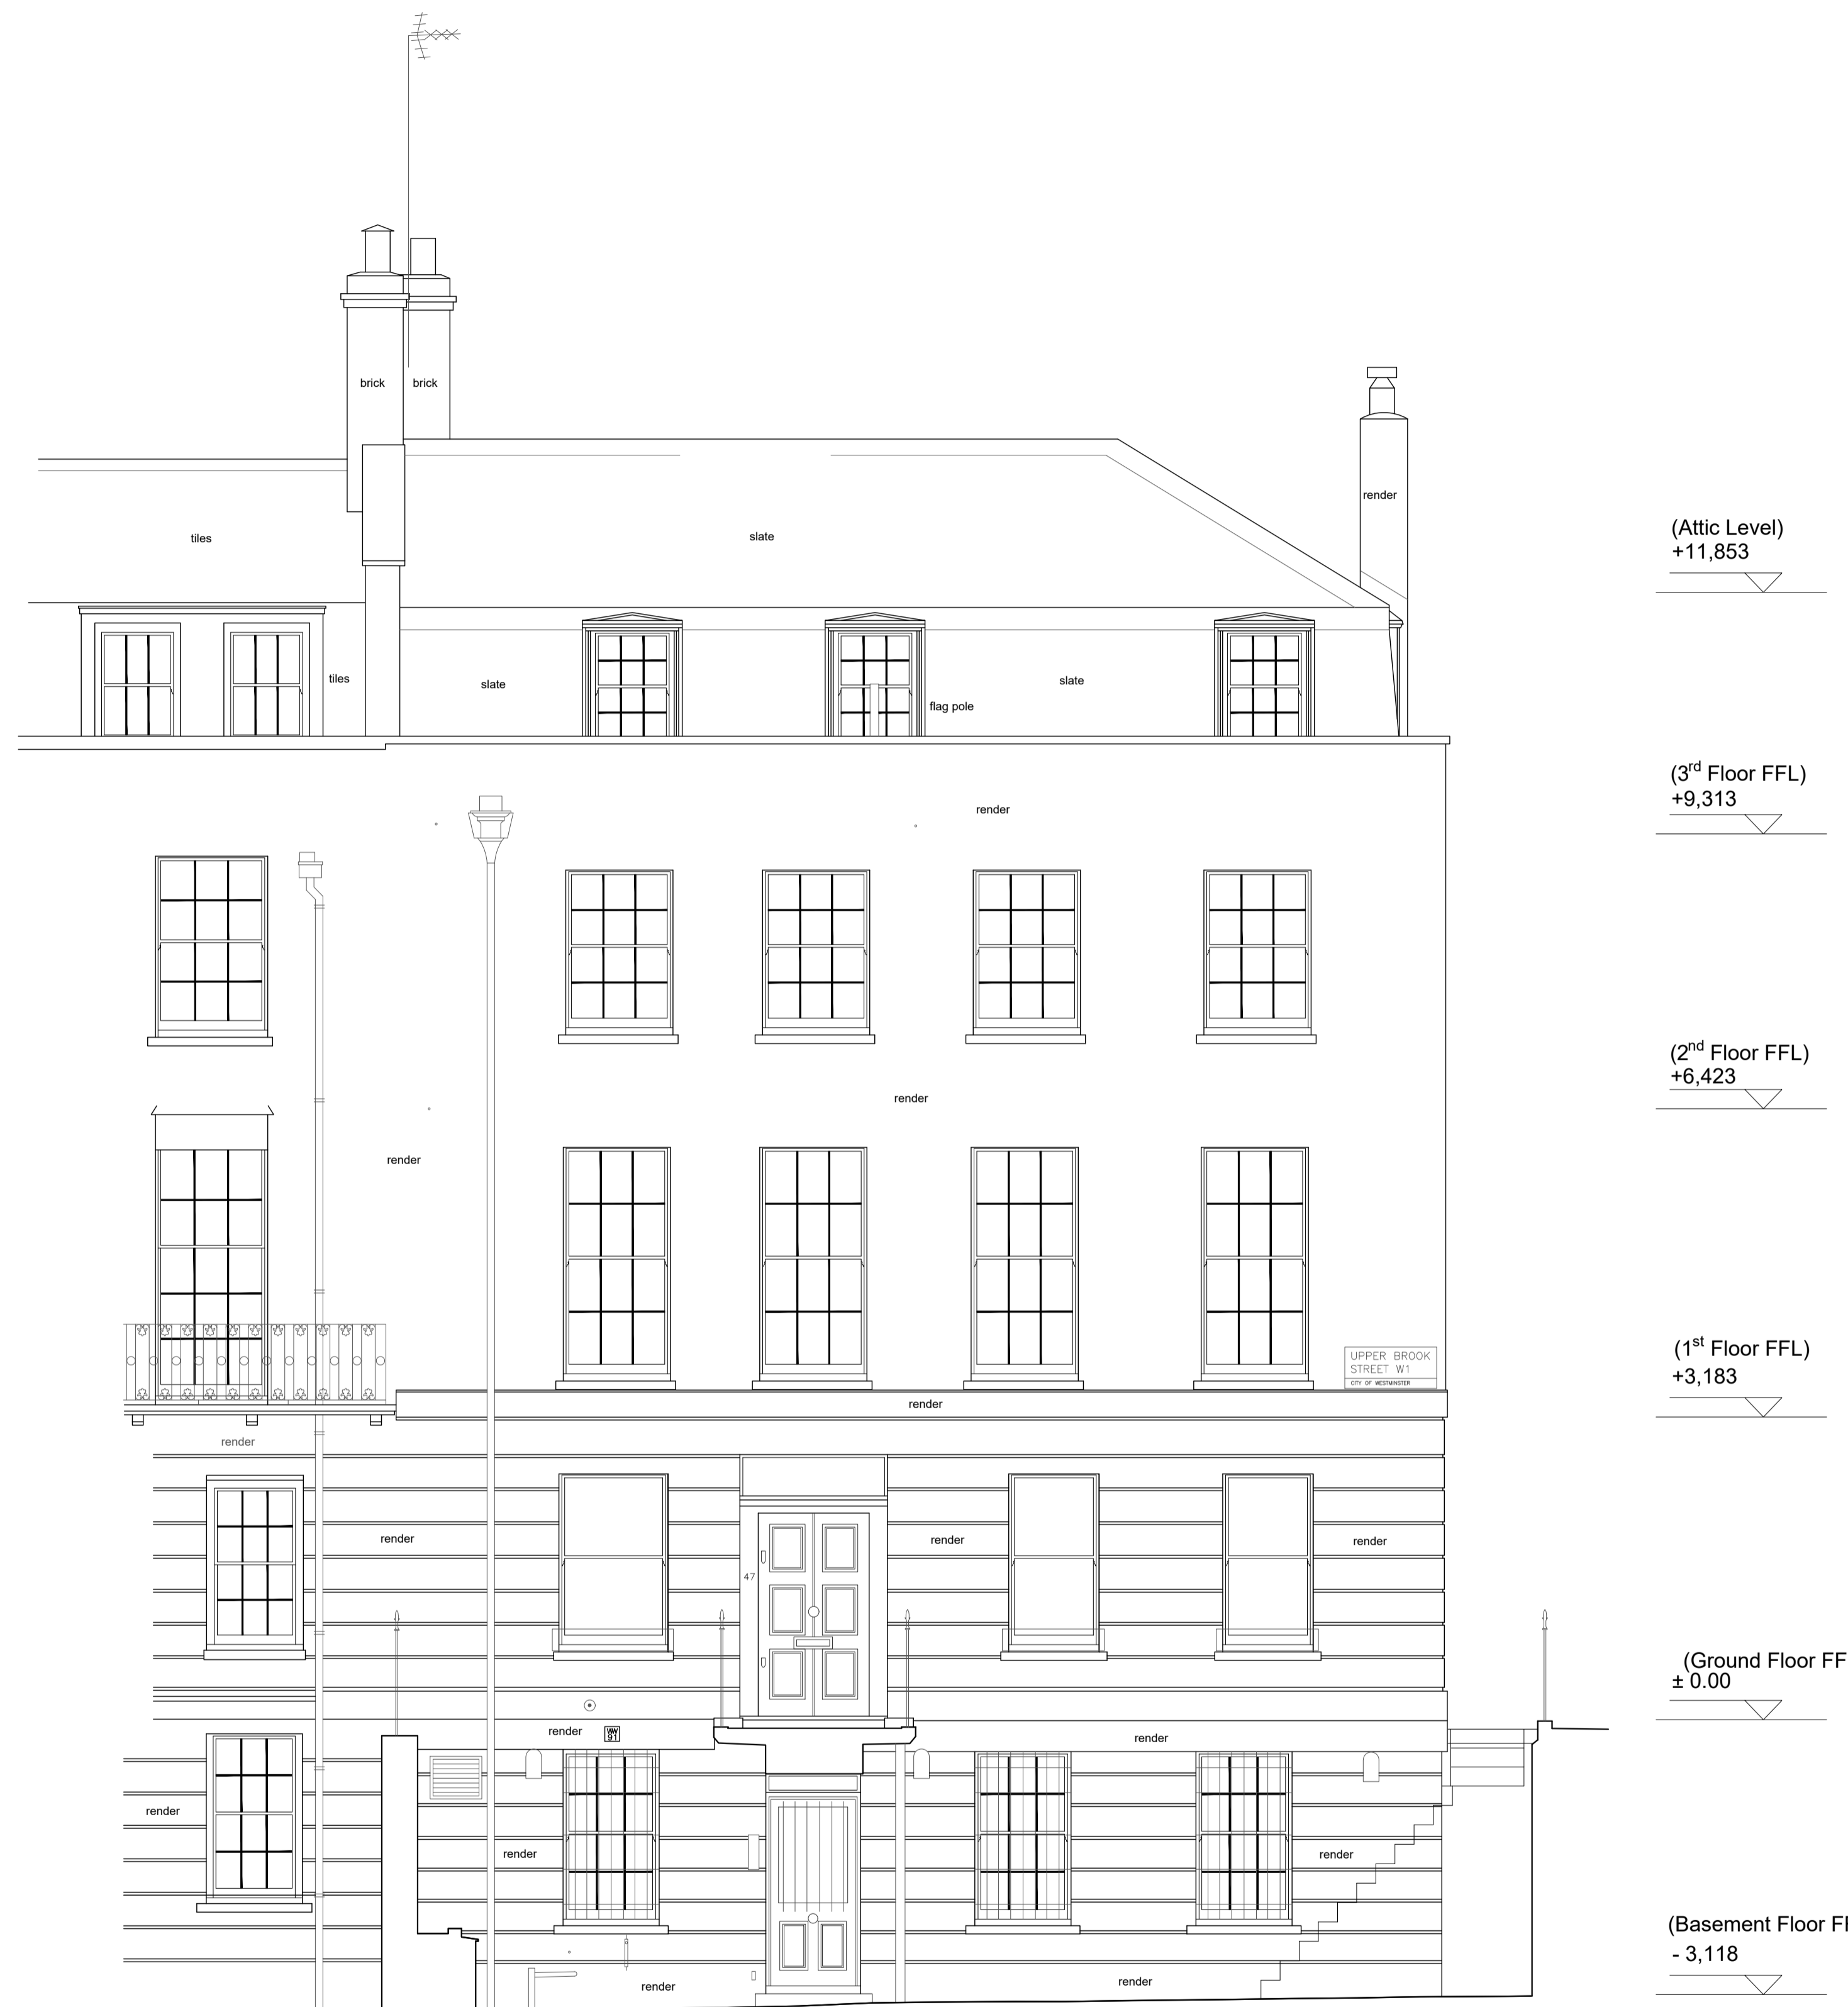 brick
brick
render
(Attic Level)
+11,853
tiles
slate
tiles
slate
slate
flag pole
(3rd Floor FFL)
+9,313
render
(2nd Floor FFL)
+6,423
render
render
UPPER BROOK
STREET W1
CITY OF WESTMINSTER
(1st Floor FFL)
+3,183
render
render
render
render
render
47
(Ground Floor FF
± 0.00
render
render
render
render
render
(Basement Floor F
- 3,118
render
render